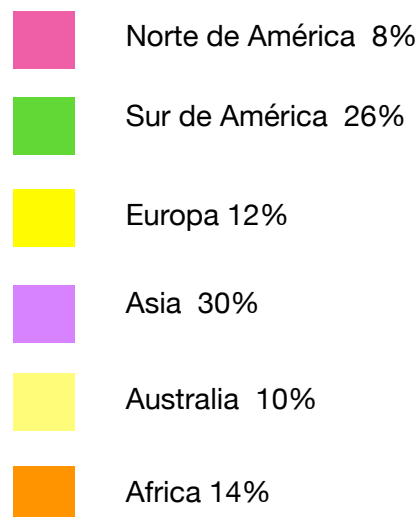 Norte de América  8%
Sur de América  26%
Europa 12%
Asia  30%
Australia  10%
Africa 14%